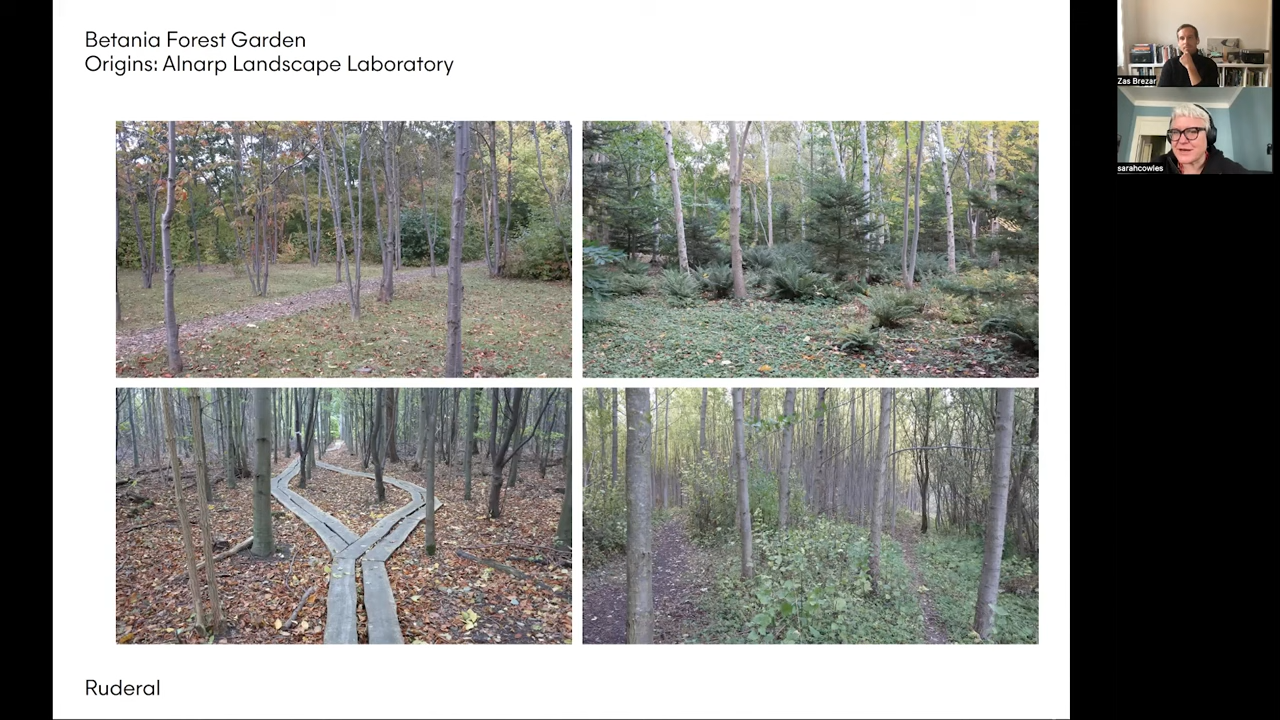 Betania Forest Garden
Origins: Alnarp Landscape Laboratory
Zas Brezar
sarahcowles
Ruderal